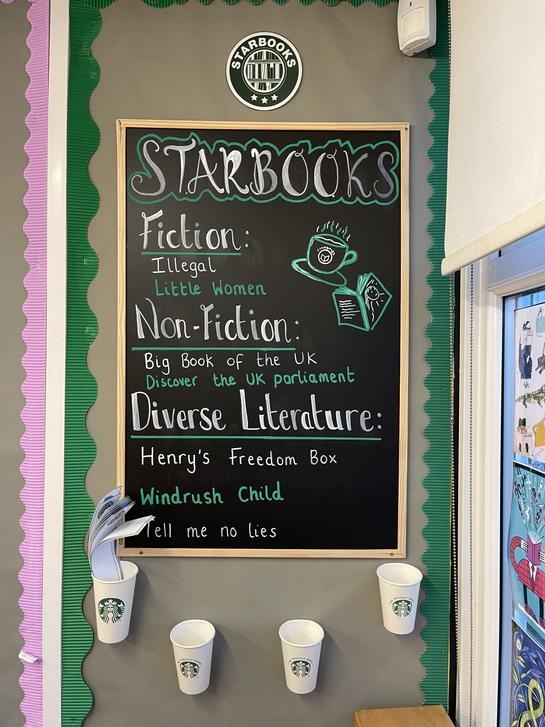 STARBOOKS
STARBOOKS
Fiction:
Illegal
Little Women
Non-Fiction:
Big Book of the UK
Discover the UK parliament
Diverse Literature:
Henry's Freedom Box
Windrush Child
Tell me no lies